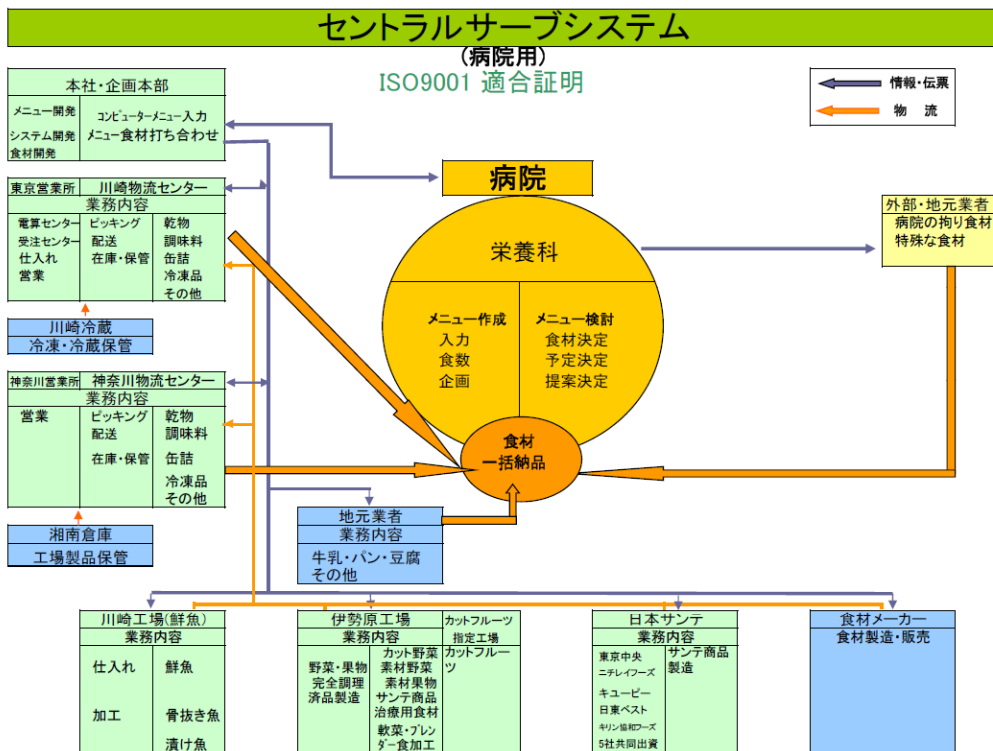 セントラルサーブシステム
(病院用)
ISO9001 適合証明
情報・伝票
物 流
本社・企画本部
メニュー開発
システム開発
食材開発
コンピューターメニュー入力
メニュー食材打ち合わせ
東京営業所
川崎物流センター
業務内容
電算センター
受注センター
仕入れ
営業
ピッキング
配送
在庫・保管
乾物
調味料
缶詰
冷凍品
その他
川崎冷蔵
冷凍・冷蔵保管
神奈川営業所
神奈川物流センター
業務内容
営業
ピッキング
配送
在庫・保管
乾物
調味料
缶詰
冷凍品
その他
湘南倉庫
工場製品保管
病院
栄養科
メニュー作成
入力
食数
企画
メニュー検討
食材決定
予定決定
提案決定
食材
一括納品
外部・地元業者
病院の拘り食材
特殊な食材
地元業者
業務内容
牛乳・パン・豆腐
その他
川崎工場(鮮魚)
業務内容
仕入れ
加工
鮮魚
骨抜き魚
漬け魚
伊勢原工場
業務内容
野菜・果物
完全調理
済品製造
カット野菜
素材野菜
素材果物
サンテ商品
治療用食材
軟菜・ブレン
ダー食加工
カットフルーツ
指定工場
カットフルー
ツ
日本サンテ
業務内容
東京中央
ニチレイフーズ
キユーピー
日東ベスト
キリン協和フーズ
5社共同出資
サンテ商品
製造
食材メーカー
食材製造・販売